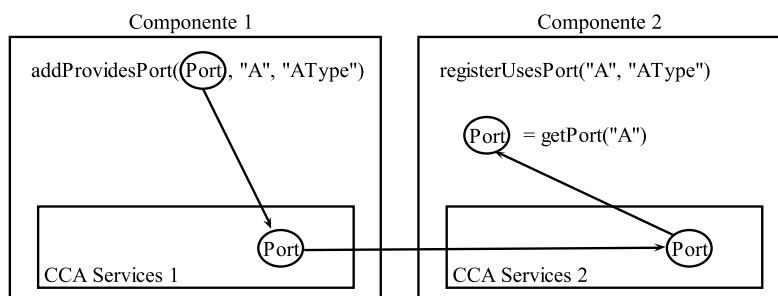 Componente 1
Componente 2
addProvidesPort(Port, "A", "AType")
registerUsesPort("A", "AType")
Port = getPort("A")
Port
Port
CCA Services 1
CCA Services 2